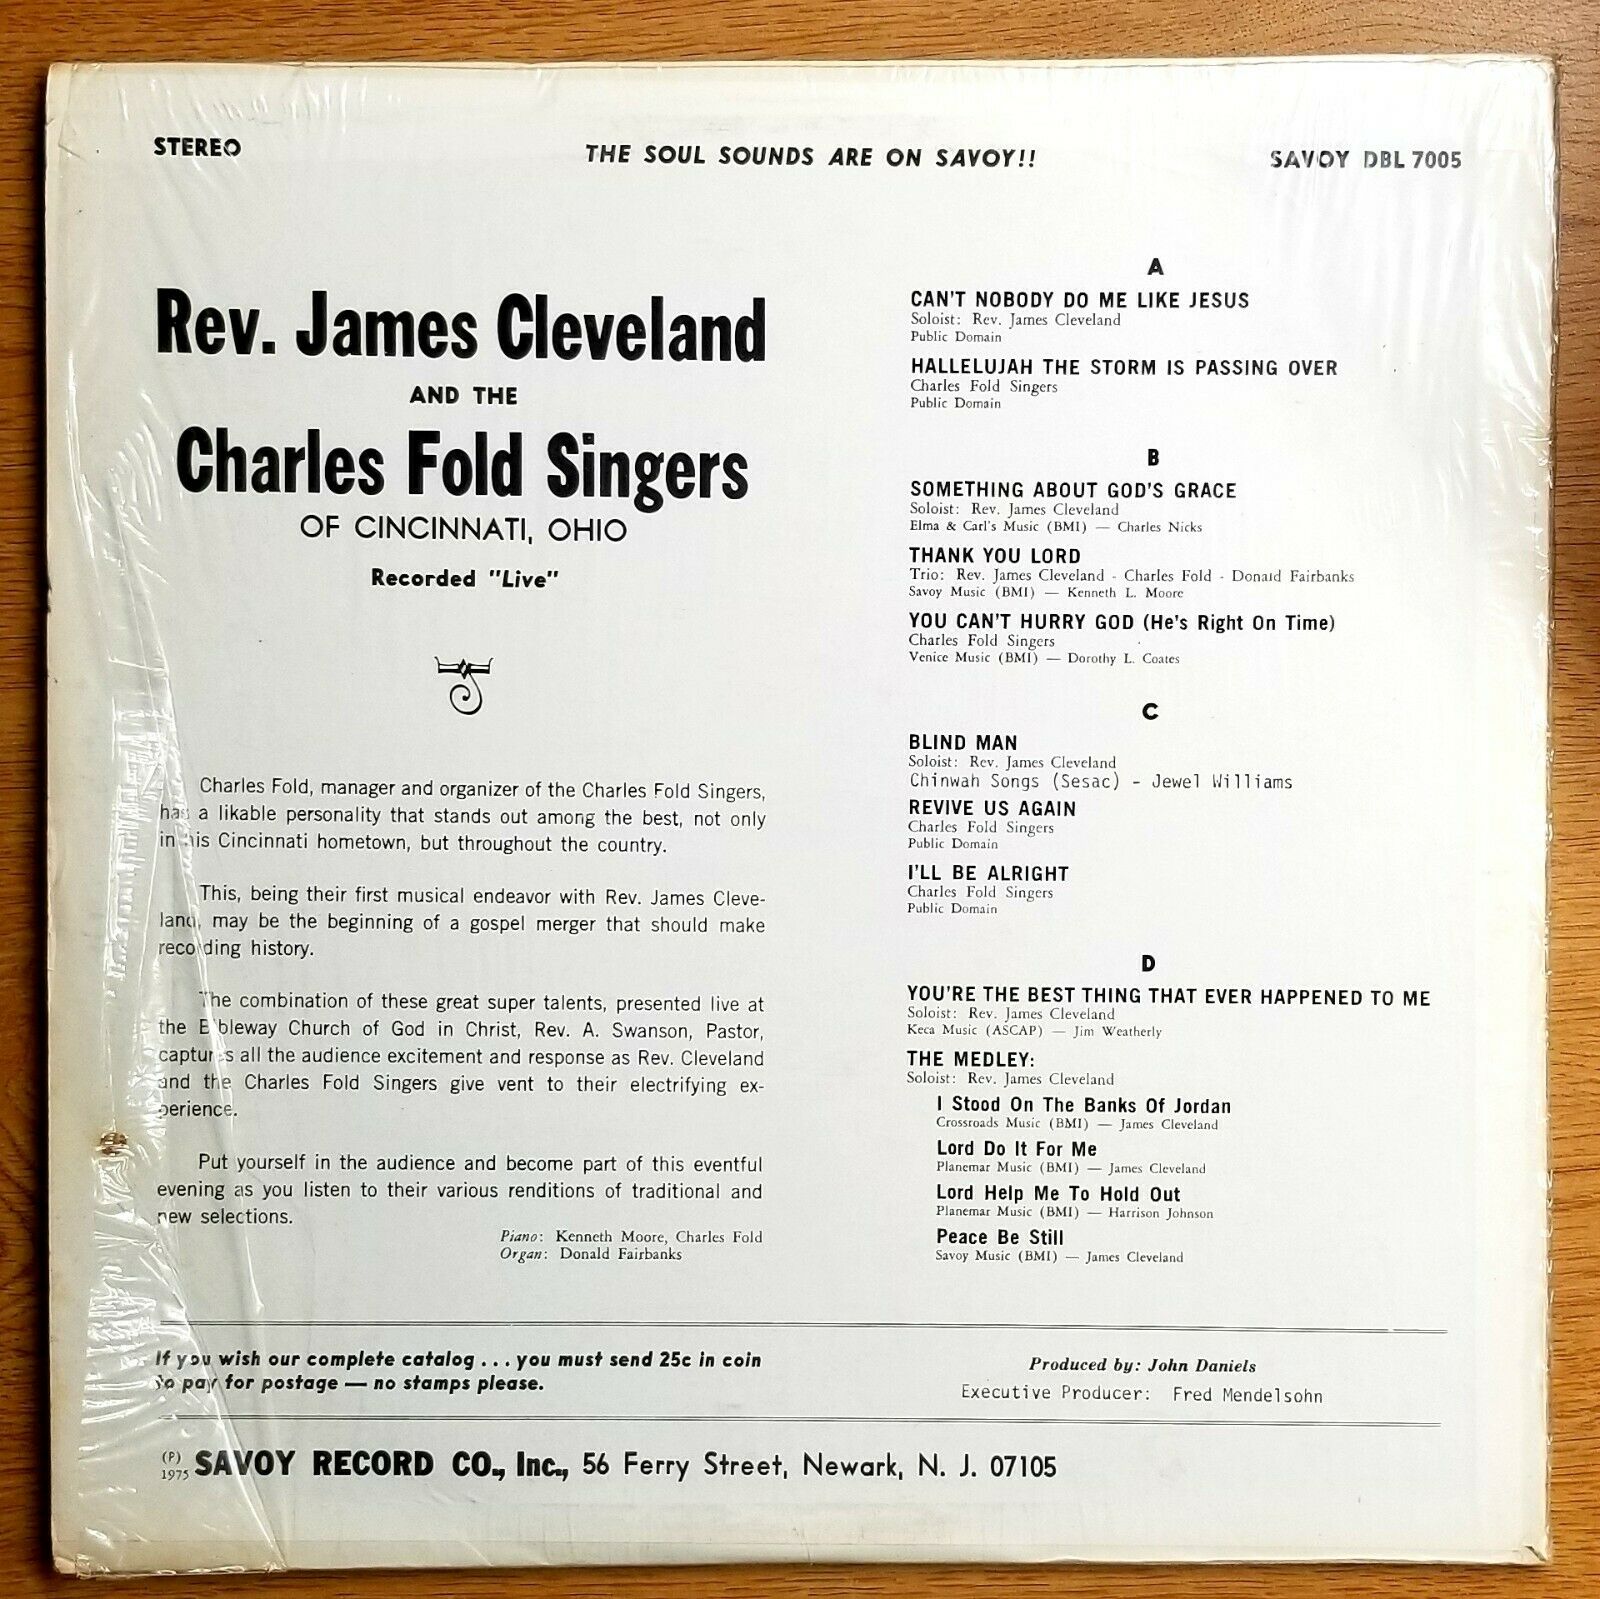 STEREO
THE SOUL SOUNDS ARE ON SAVOY!!
SAVOY DBL 7005
Rev. James Cleveland
AND THE
Charles Fold Singers
OF CINCINNATI, OHIO
Recorded "Live"
Charles Fold, manager and organizer of the Charles Fold Singers,
has a likable personality that stands out among the best, not only
in his Cincinnati hometown, but throughout the country.
This, being their first musical endeavor with Rev. James Cleve-
land, may be the beginning of a gospel merger that should make
recording history.
The combination of these great super talents, presented live at
the Bibleway Church of God in Christ, Rev. A. Swanson, Pastor,
captures all the audience excitement and response as Rev. Cleveland
and the Charles Fold Singers give vent to their electrifying ex-
perience.
Put yourself in the audience and become part of this eventful
evening as you listen to their various renditions of traditional and
new selections.
Piano: Kenneth Moore, Charles Fold
Organ: Donald Fairbanks
A
CAN'T NOBODY DO ME LIKE JESUS
Soloist: Rev. James Cleveland
Public Domain
HALLELUJAH THE STORM IS PASSING OVER
Charles Fold Singers
Public Domain
B
SOMETHING ABOUT GOD'S GRACE
Soloist: Rev. James Cleveland
Elma & Carl's Music (BMI) — Charles Nicks
THANK YOU LORD
Trio: Rev. James Cleveland - Charles Fold - Donald Fairbanks
Savoy Music (BMI) — Kenneth L. Moore
YOU CAN'T HURRY GOD (He's Right On Time)
Charles Fold Singers
Venice Music (BMI) — Dorothy L. Coates
C
BLIND MAN
Soloist: Rev. James Cleveland
Chinwah Songs (Sesac) - Jewel Williams
REVIVE US AGAIN
Charles Fold Singers
Public Domain
I'LL BE ALRIGHT
Charles Fold Singers
Public Domain
D
YOU'RE THE BEST THING THAT EVER HAPPENED TO ME
Soloist: Rev. James Cleveland
Keca Music (ASCAP) — Jim Weatherly
THE MEDLEY:
Soloist: Rev. James Cleveland
I Stood On The Banks Of Jordan
Crossroads Music (BMI) — James Cleveland
Lord Do It For Me
Planemar Music (BMI) — James Cleveland
Lord Help Me To Hold Out
Planemar Music (BMI) — Harrison Johnson
Peace Be Still
Savoy Music (BMI) — James Cleveland
If you wish our complete catalog . . . you must send 25c in coin
to pay for postage — no stamps please.
Produced by: John Daniels
Executive Producer: Fred Mendelsohn
(P)
1975 SAVOY RECORD CO., Inc., 56 Ferry Street, Newark, N. J. 07105